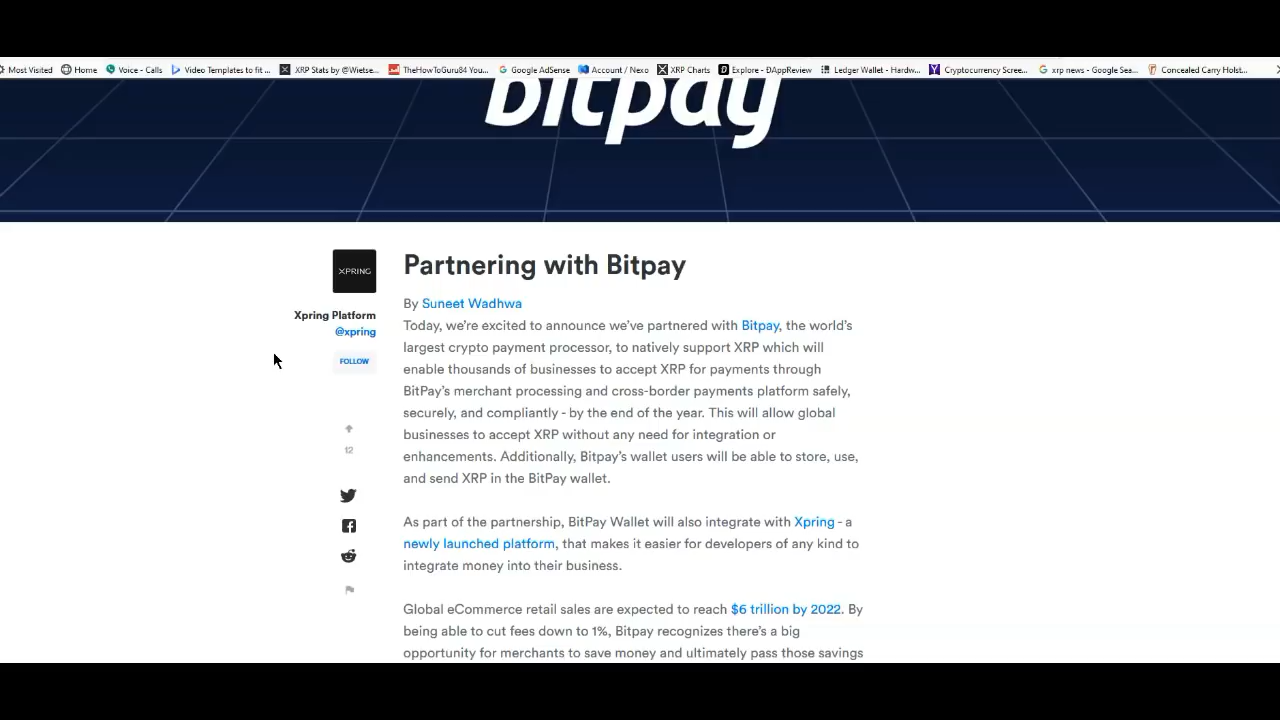 Most Visited Home Voice - Calls Video Templates to fit ... XRP Stats by @Wietse... TheHowToGuru84 You... Google AdSense Account / Nexo XRP Charts Explore - ÐAppReview Ledger Wallet - Hardw... Cryptocurrency Scree... xrp news - Google Sea... Concealed Carry Holst...
bitpay
XPRING
Xpring Platform
@xpring
FOLLOW
12
Partnering with Bitpay
By Suneet Wadhwa
Today, we're excited to announce we've partnered with Bitpay, the world's
largest crypto payment processor, to natively support XRP which will
enable thousands of businesses to accept XRP for payments through
BitPay's merchant processing and cross-border payments platform safely,
securely, and compliantly - by the end of the year. This will allow global
businesses to accept XRP without any need for integration or
enhancements. Additionally, Bitpay's wallet users will be able to store, use,
and send XRP in the BitPay wallet.
As part of the partnership, BitPay Wallet will also integrate with Xpring - a
newly launched platform, that makes it easier for developers of any kind to
integrate money into their business.
Global eCommerce retail sales are expected to reach $6 trillion by 2022. By
being able to cut fees down to 1%, Bitpay recognizes there's a big
opportunity for merchants to save money and ultimately pass those savings